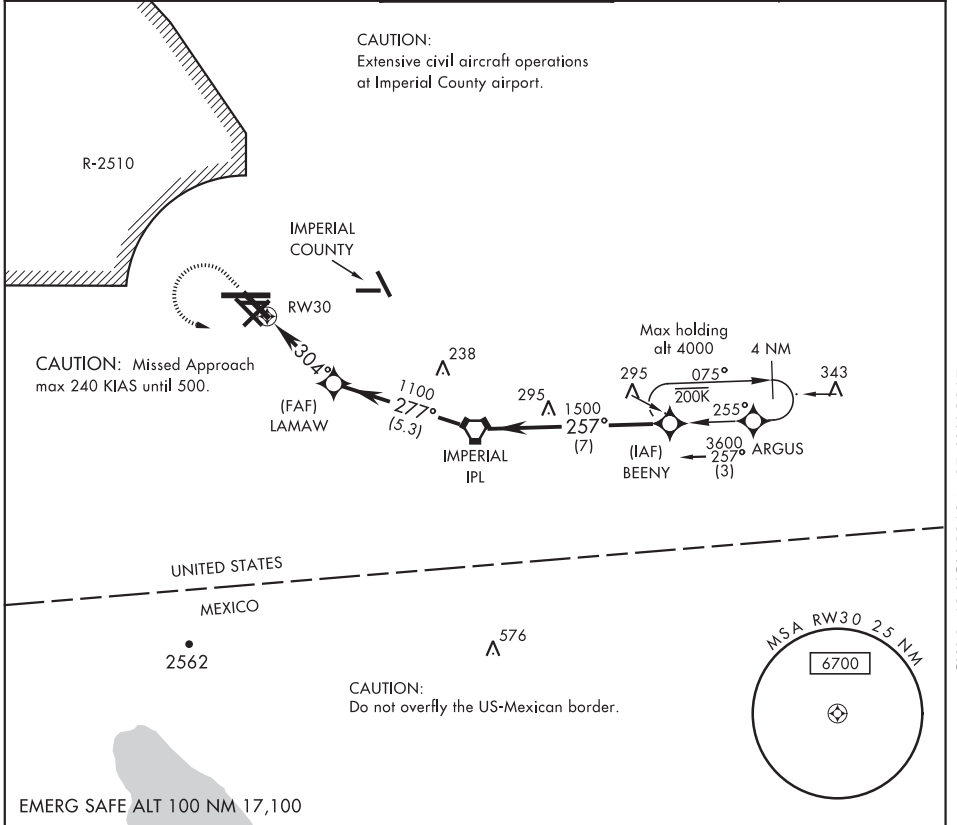 CAUTION:
Extensive civil aircraft operations
at Imperial County airport.
R-2510
IMPERIAL
COUNTY
RW30
CAUTION: Missed Approach
max 240 KIAS until 500.
304°
(FAF)
LAMAW
238
1100
277°
(5.3)
IMPERIAL
IPL
295
1500
257°
(7)
Max holding
alt 4000
4 NM
295
075°
200K
343
255°
(IAF)
BEENY
3600
257°
(3)
ARGUS
UNITED STATES
MEXICO
2562
576
CAUTION:
Do not overfly the US-Mexican border.
MSA RW30 25 NM
6700
EMERG SAFE ALT 100 NM 17,100